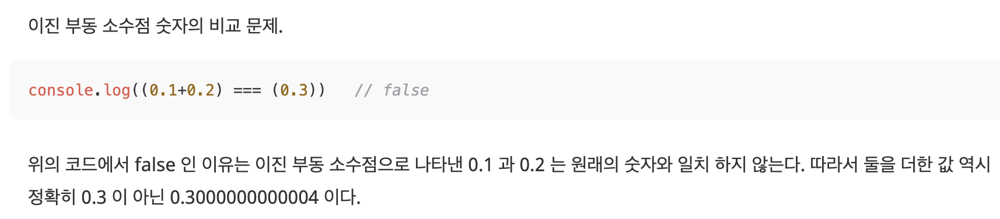 이진 부동 소수점 숫자의 비교 문제.
console.log((0.1+0.2) === (0.3))   // false
위의 코드에서 false 인 이유는 이진 부동 소수점으로 나타낸 0.1 과 0.2 는 원래의 숫자와 일치 하지 않는다. 따라서 둘을 더한 값 역시
정확히 0.3 이 아닌 0.3000000000004 이다.